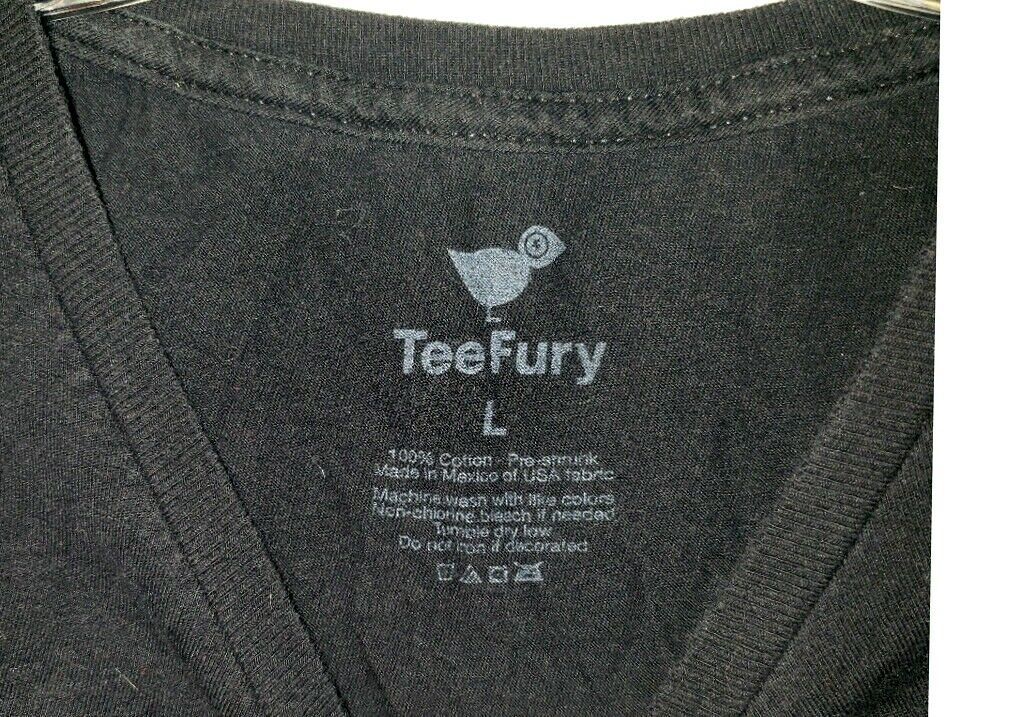 TeeFury
L
100% Cotton - Pre-shrunk
Made in Mexico of USA fabric
Machine wash with like colors
Non-chlorine bleach if needed
Tumble dry low
Do not iron if decorated